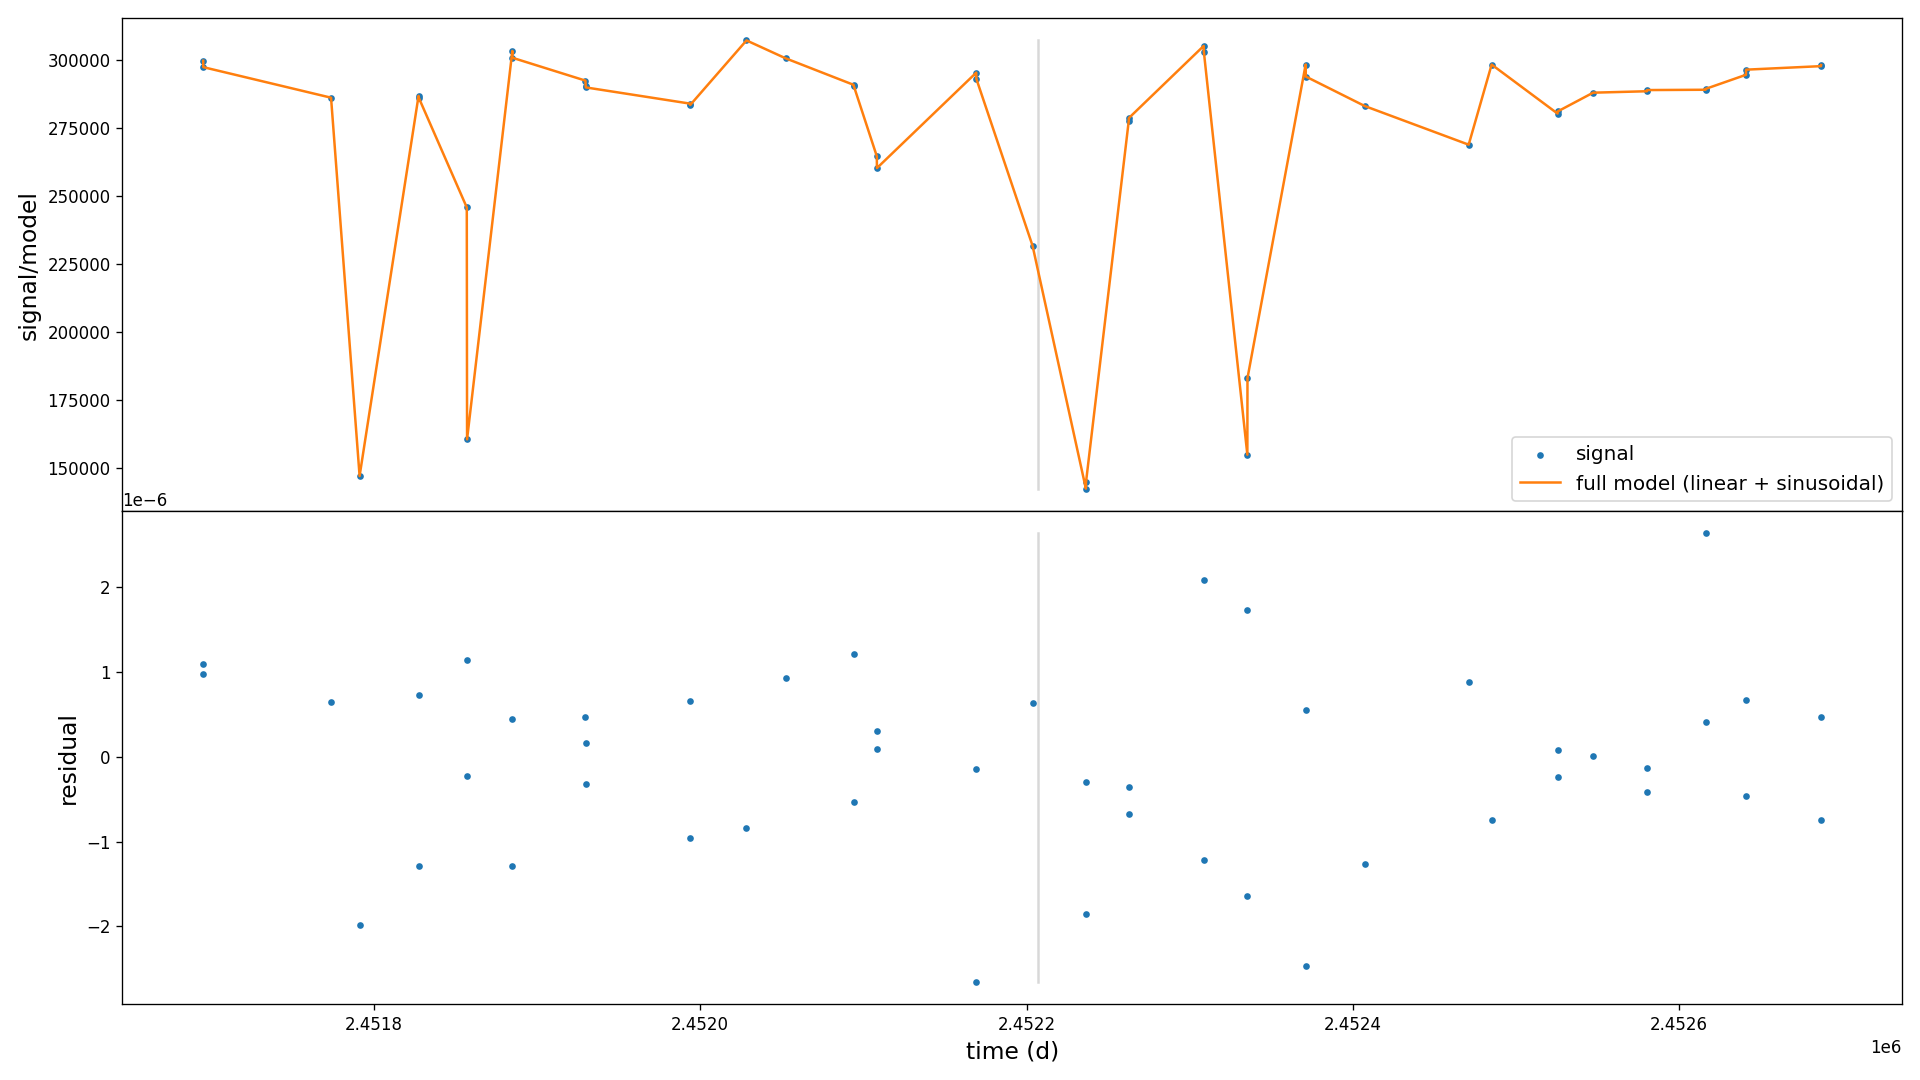 300000
275000
250000
225000
200000
175000
150000
signal/model
signal
full model (linear + sinusoidal)
1e−6
2
1
0
−1
−2
residual
2.4518
2.4520
2.4522
2.4524
2.4526
time (d)
1e6